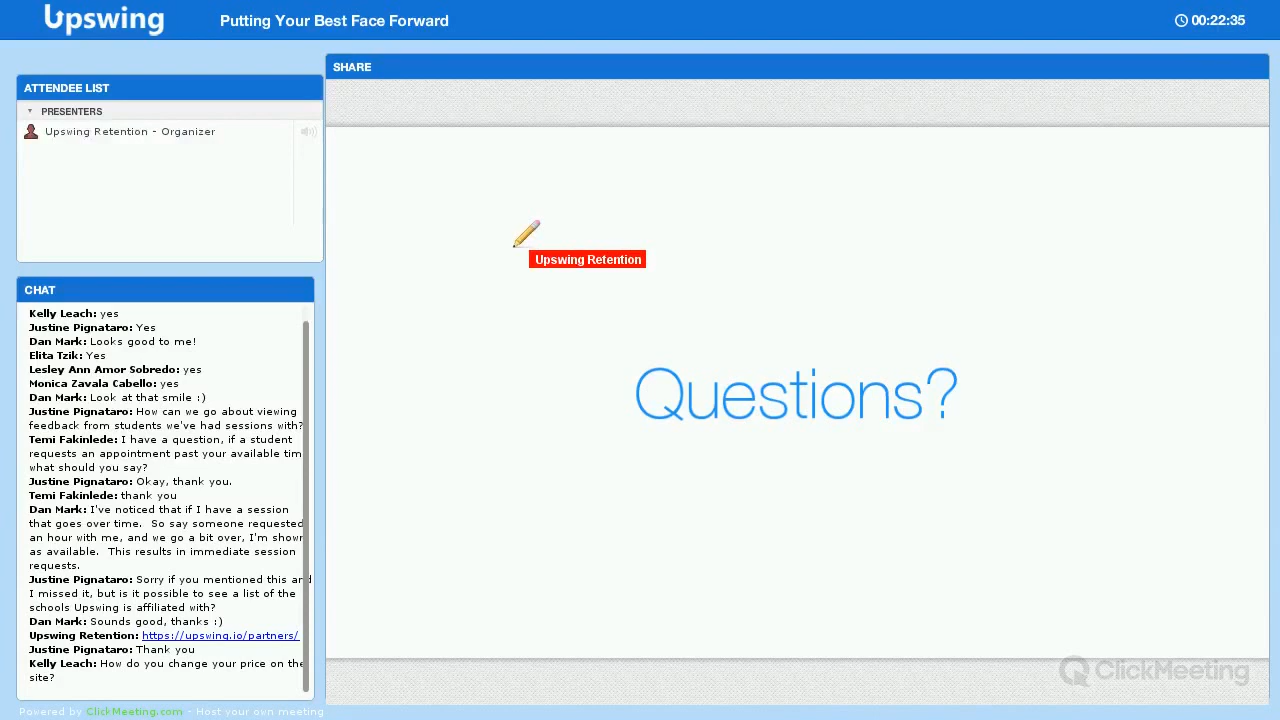 Upswing
Putting Your Best Face Forward
00:22:35
ATTENDEE LIST
PRESENTERS
Upswing Retention - Organizer
CHAT
Kelly Leach: yes
Justine Pignataro: Yes
Dan Mark: Looks good to me!
Elita Tzik: Yes
Lesley Ann Amor Sobredo: yes
Monica Zavala Cabello: yes
Dan Mark: Look at that smile :)
Justine Pignataro: How can we go about viewing
feedback from students we've had sessions with?
Temi Fakinlede: I have a question, if a student
requests an appointment past your available tim
what should you say?
Justine Pignataro: Okay, thank you.
Temi Fakinlede: thank you
Dan Mark: I've noticed that if I have a session
that goes over time.  So say someone requested
an hour with me, and we go a bit over, I'm shown
as available.  This results in immediate session
requests.
Justine Pignataro: Sorry if you mentioned this and
I missed it, but is it possible to see a list of the
schools Upswing is affiliated with?
Dan Mark: Sounds good, thanks :)
Upswing Retention: https://upswing.io/partners/
Justine Pignataro: Thank you
Kelly Leach: How do you change your price on the
site?
Powered by ClickMeeting.com - Host your own meeting
SHARE
Upswing Retention
Questions?
ClickMeeting